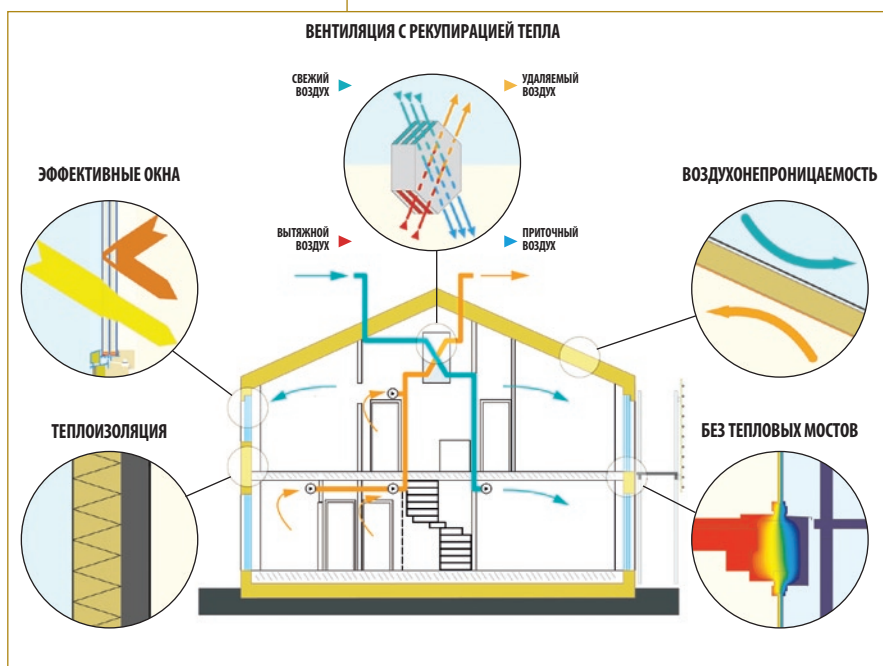 ВЕНТИЛЯЦИЯ С РЕКУПИРАЦИЕЙ ТЕПЛА
СВЕЖИЙ
ВОЗДУХ
УДАЛЯЕМЫЙ
ВОЗДУХ
ЭФФЕКТИВНЫЕ ОКНА
ВОЗДУХОНЕПРОНИЦАЕМОСТЬ
ВЫТЯЖНОЙ
ВОЗДУХ
ПРИТОЧНЫЙ
ВОЗДУХ
ТЕПЛОИЗОЛЯЦИЯ
БЕЗ ТЕПЛОВЫХ МОСТОВ